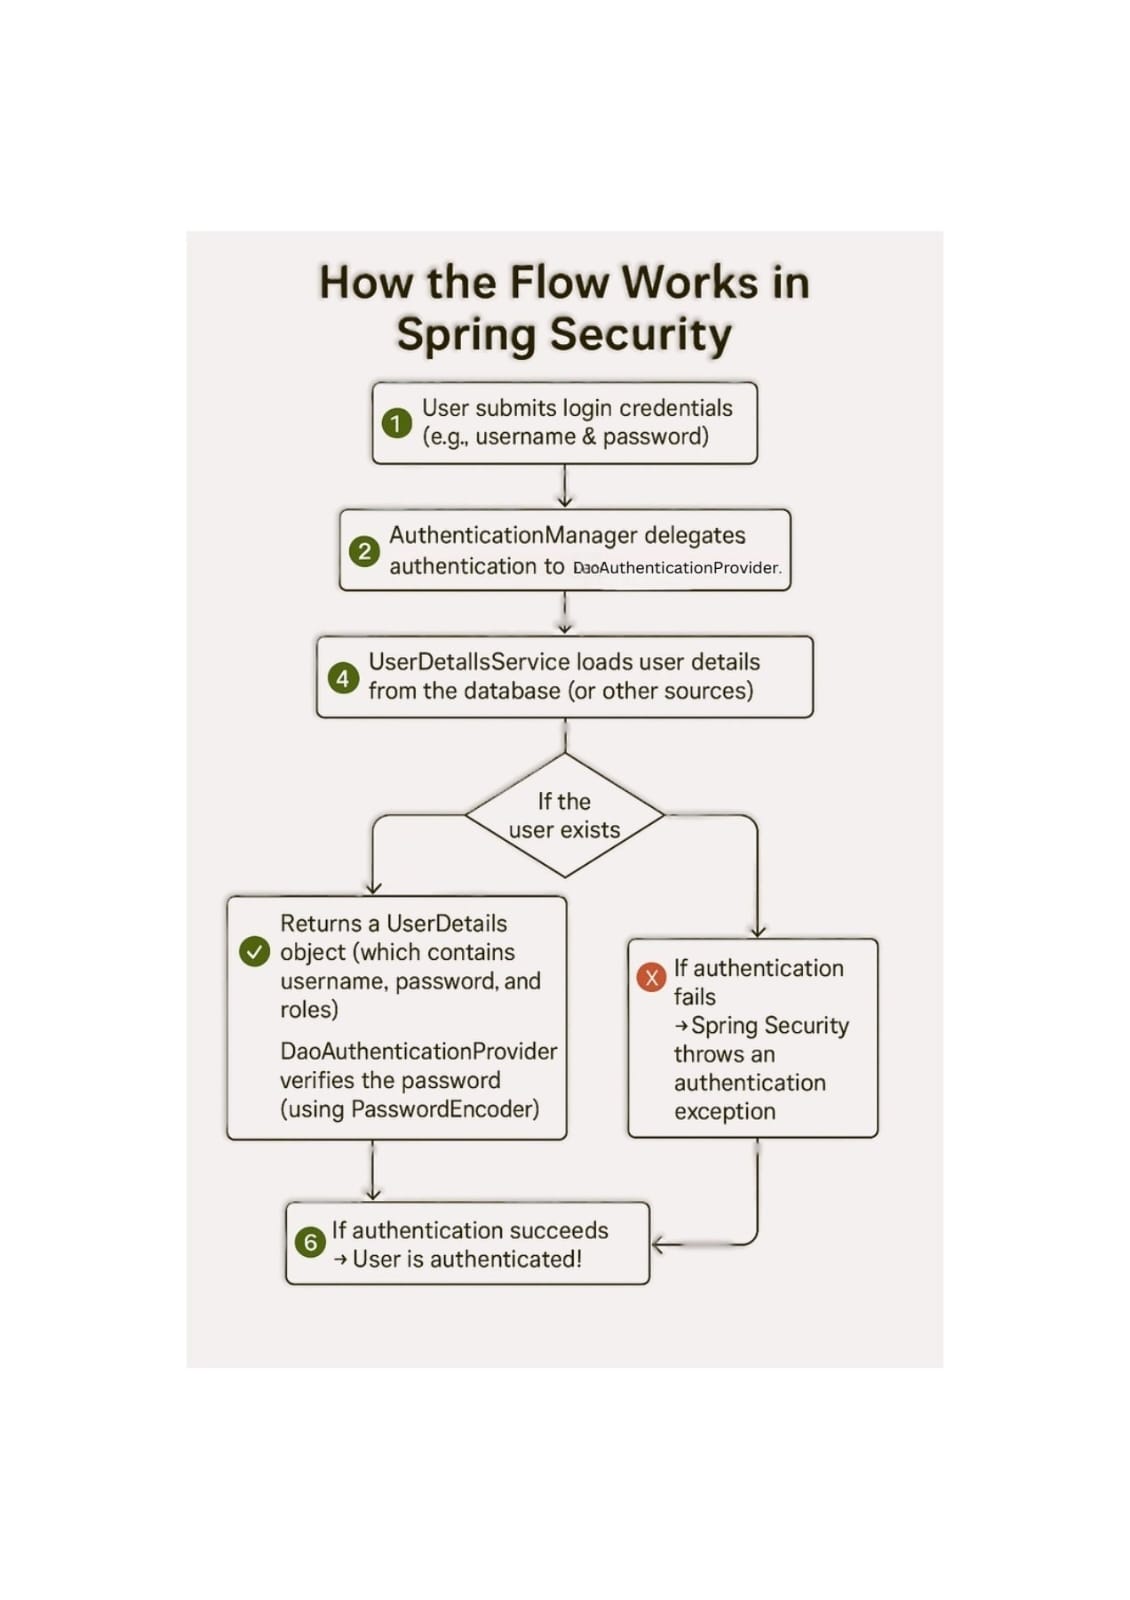 How the Flow Works in
Spring Security
1 User submits login credentials
(e.g., username & password)
2 AuthenticationManager delegates
authentication to DaoAuthenticationProvider.
4 UserDetallsService loads user details
from the database (or other sources)
If the
user exists
✓ Returns a UserDetails
object (which contains
username, password, and
roles)
DaoAuthenticationProvider
verifies the password
(using PasswordEncoder)
X If authentication
fails
→ Spring Security
throws an
authentication
exception
6 If authentication succeeds
→ User is authenticated!